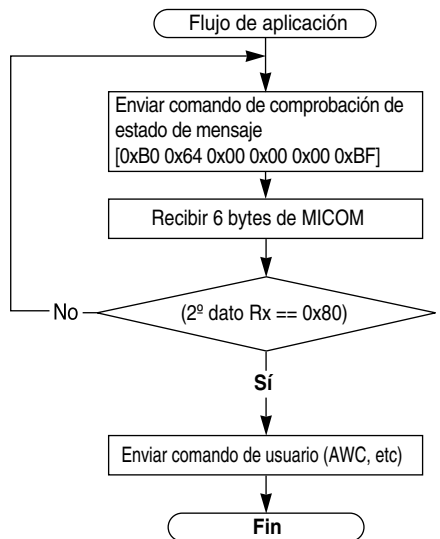 Flujo de aplicación
Enviar comando de comprobación de
estado de mensaje
[0xB0 0x64 0x00 0x00 0x00 0xBF]
Recibir 6 bytes de MICOM
No
(2º dato Rx == 0x80)
Sí
Enviar comando de usuario (AWC, etc)
Fin